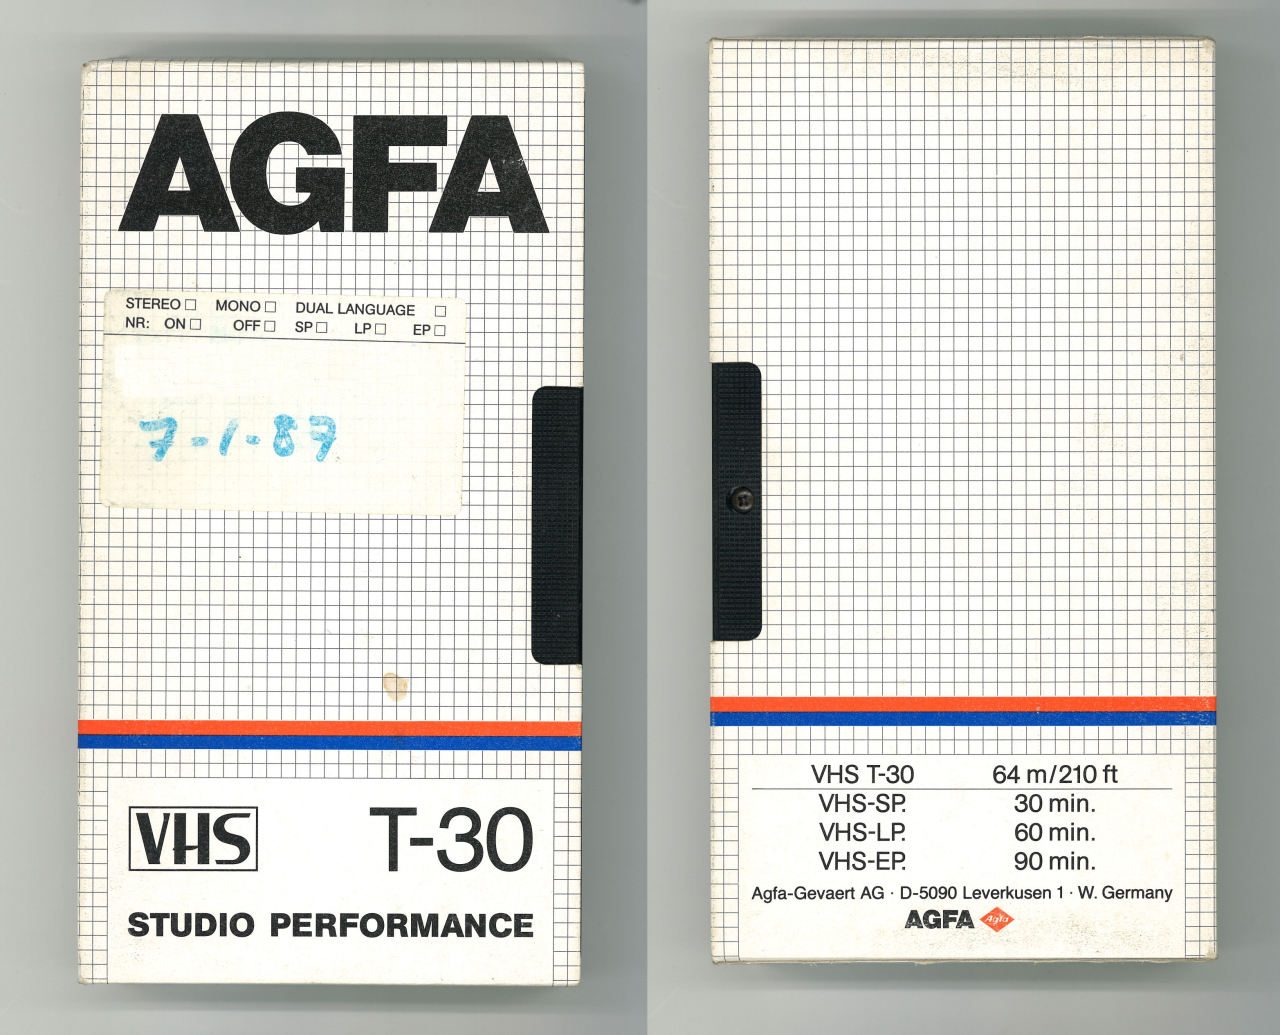 AGFA
STEREO □ MONO □ DUAL LANGUAGE □
NR: ON □ OFF □ SP □ LP □ EP □
7-1-87
VHS T-30
STUDIO PERFORMANCE
VHS T-30 64 m/210 ft
VHS-SP. 30 min.
VHS-LP. 60 min.
VHS-EP. 90 min.
Agfa-Gevaert AG · D-5090 Leverkusen 1 · W. Germany
AGFA Agfa